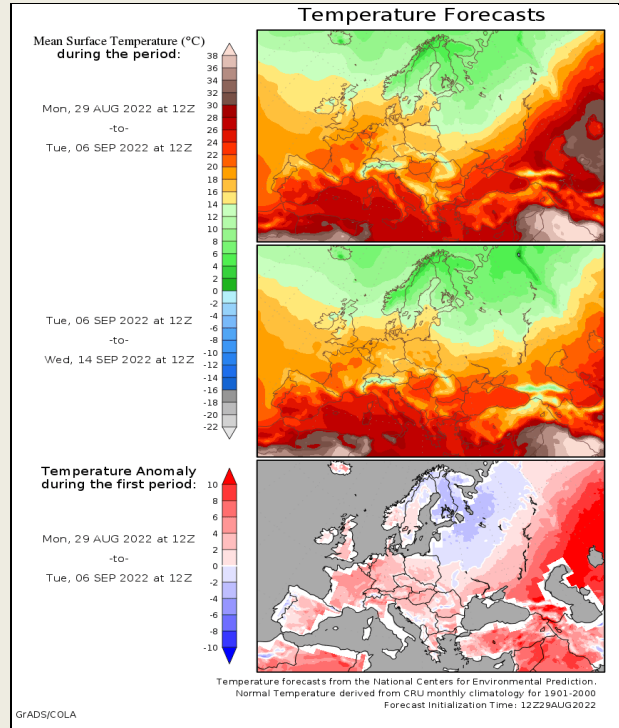 Temperature Forecasts
Mean Surface Temperature (°C)
during the period:
Mon, 29 AUG 2022 at 12Z
-to-
Tue, 06 SEP 2022 at 12Z
38
36
34
32
30
28
26
24
22
20
18
16
14
12
10
8
6
4
2
0
-2
-4
-6
-8
-10
-12
-14
-16
-18
-20
-22
Tue, 06 SEP 2022 at 12Z
-to-
Wed, 14 SEP 2022 at 12Z
Temperature Anomaly
during the first period:
Mon, 29 AUG 2022 at 12Z
-to-
Tue, 06 SEP 2022 at 12Z
10
8
6
4
2
0
-2
-4
-6
-8
-10
Temperature forecasts from the National Centers for Environmental Prediction.
Normal Temperature derived from CRU monthly climatology for 1901-2000
Forecast Initialization Time: 12Z29AUG2022
GrADS/COLA